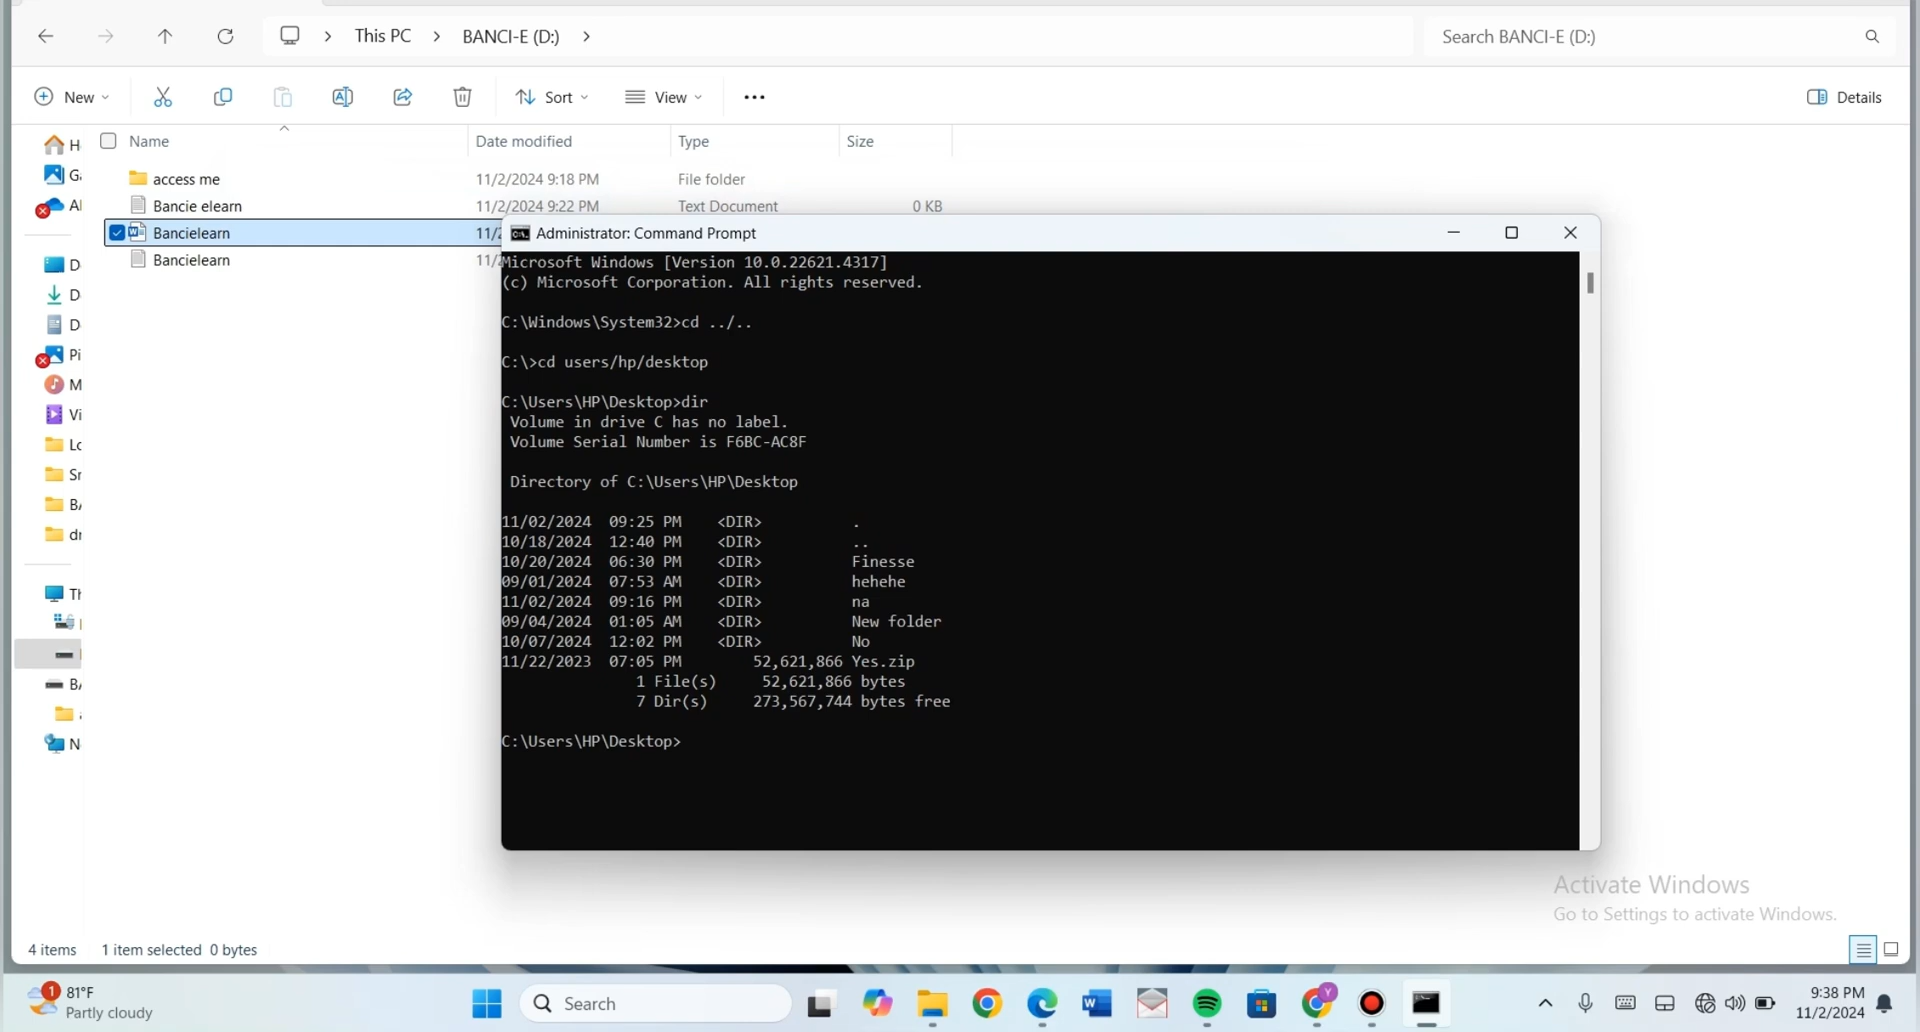 This PC
BANCI-E (D:)
Search BANCI-E (D:)
New
Sort
View
Details
Name
Date modified
Type
Size
access me
11/2/2024 9:18 PM
File folder
Bancie elearn
11/2/2024 9:22 PM
Text Document
0 KB
Bancielearn
11/2
Bancielearn
11/2
4 items
1 item selected 0 bytes
Administrator: Command Prompt
Microsoft Windows [Version 10.0.22621.4317]
(c) Microsoft Corporation. All rights reserved.
C:\Windows\System32>cd ../..
C:\>cd users/hp/desktop
C:\Users\HP\Desktop>dir
Volume in drive C has no label.
Volume Serial Number is F6BC-AC8F
Directory of C:\Users\HP\Desktop
11/02/2024 09:25 PM <DIR> .
10/18/2024 12:40 PM <DIR> ..
10/20/2024 06:30 PM <DIR> Finesse
09/01/2024 07:53 AM <DIR> hehehe
11/02/2024 09:16 PM <DIR> na
09/04/2024 01:05 AM <DIR> New folder
10/07/2024 12:02 PM <DIR> No
11/22/2023 07:05 PM 52,621,866 Yes.zip
1 File(s) 52,621,866 bytes
7 Dir(s) 273,567,744 bytes free
C:\Users\HP\Desktop>
Activate Windows
Go to Settings to activate Windows.
1
81°F
Partly cloudy
Search
Y
9:38 PM
11/2/2024